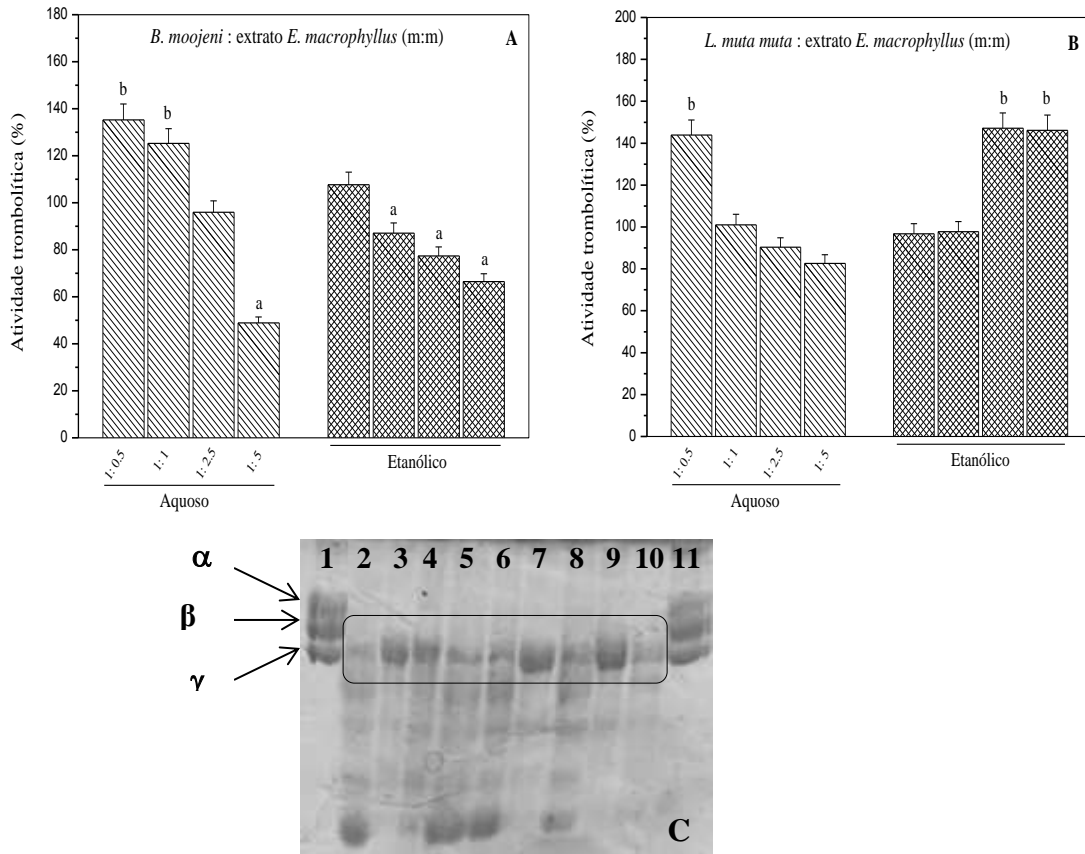 B. moojeni : extrato E. macrophyllus (m:m)
A
Atividade trombolítica (%)
180
160
140
120
100
80
60
40
20
0
b
b
a
a
a
a
1: 0.5
1: 1
1: 2.5
1: 5
Aquoso
Etanólico
L. muta muta : extrato E. macrophyllus (m:m)
B
Atividade trombolítica (%)
200
180
160
140
120
100
80
60
40
20
0
b
b
b
1: 0.5
1: 1
1: 2.5
1: 5
Aquoso
Etanólico
1 2 3 4 5 6 7 8 9 10 11
α
β
γ
C